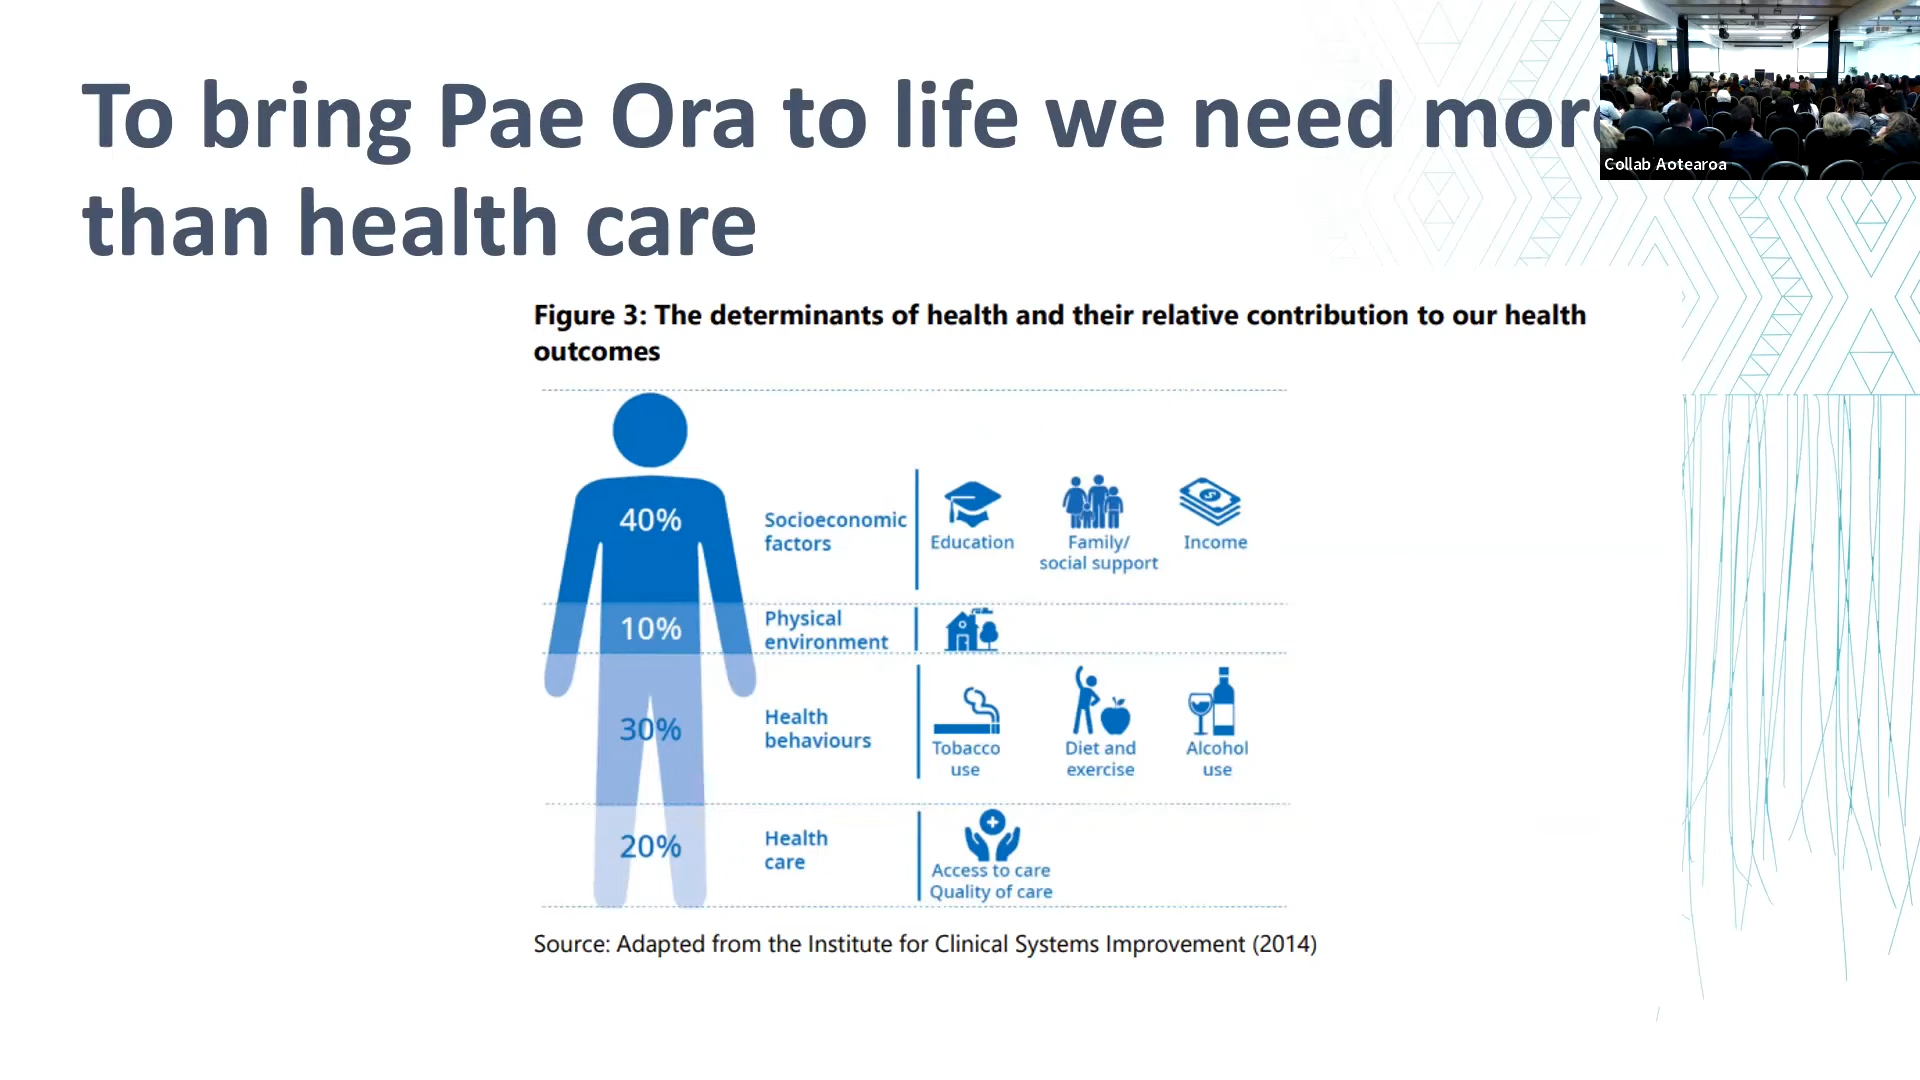 To bring Pae Ora to life we need more
than health care
Collab Aotearoa
Figure 3: The determinants of health and their relative contribution to our health
outcomes
40%
Socioeconomic
factors
Education
Family/
social support
Income
10%
Physical
environment
30%
Health
behaviours
Tobacco
use
Diet and
exercise
Alcohol
use
20%
Health
care
Access to care
Quality of care
Source: Adapted from the Institute for Clinical Systems Improvement (2014)